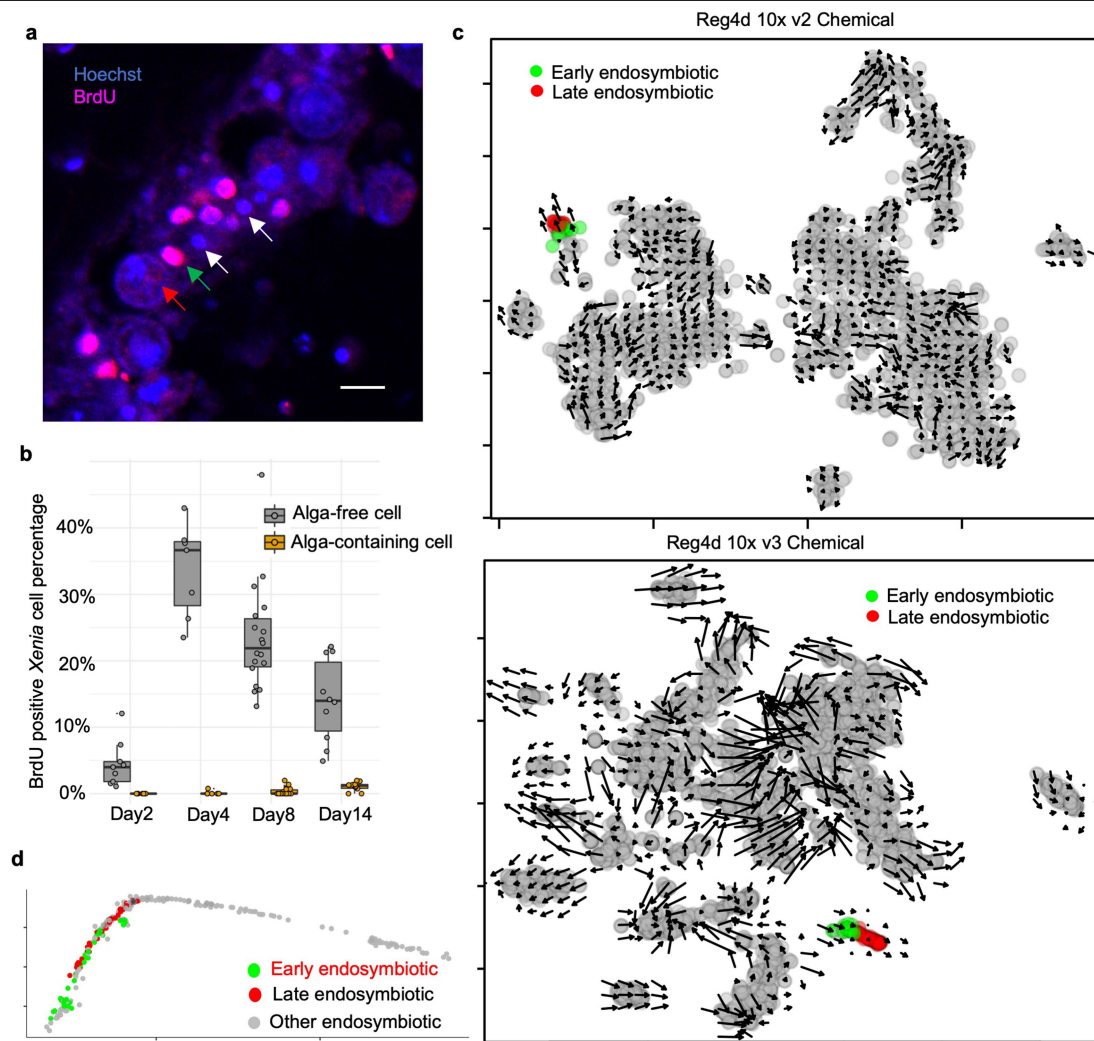 a
Hoechst
BrdU
b
BrdU positive Xenia cell percentage
40%
30%
20%
10%
0%
Alga-free cell
Alga-containing cell
Day2
Day4
Day8
Day14
c
Reg4d 10x v2 Chemical
Early endosymbiotic
Late endosymbiotic
Reg4d 10x v3 Chemical
Early endosymbiotic
Late endosymbiotic
d
Early endosymbiotic
Late endosymbiotic
Other endosymbiotic